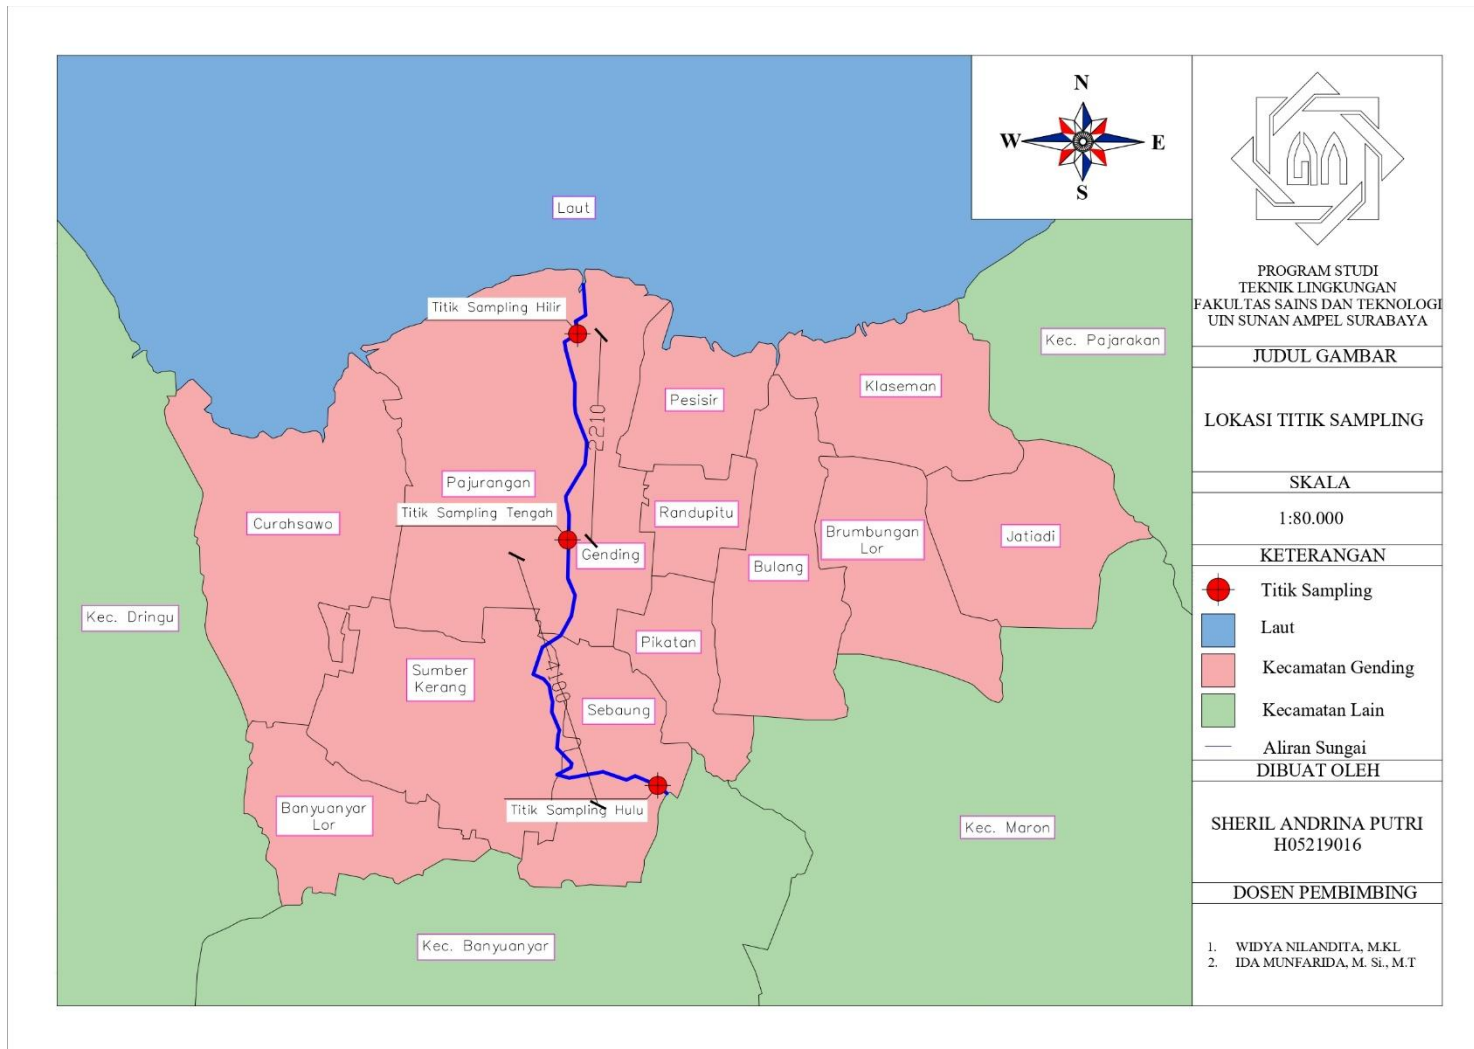 N
W
E
S
Laut
Titik Sampling Hilir
Kec. Pajarakan
Klaseman
Pesisir
2210
Pajurangan
Titik Sampling Tengah
Curahsawo
Randupitu
Gending
Bulang
Brumbungan
Lor
Jatiadi
Kec. Dringu
Pikatan
Sumber
Kerang
4100
Sebaung
Titik Sampling Hulu
Banyuanyar
Lor
Kec. Maron
Kec. Banyuanyar
PROGRAM STUDI
TEKNIK LINGKUNGAN
FAKULTAS SAINS DAN TEKNOLOGI
UIN SUNAN AMPEL SURABAYA
JUDUL GAMBAR
LOKASI TITIK SAMPLING
SKALA
1:80.000
KETERANGAN
Titik Sampling
Laut
Kecamatan Gending
Kecamatan Lain
Aliran Sungai
DIBUAT OLEH
SHERIL ANDRINA PUTRI
H05219016
DOSEN PEMBIMBING
1. WIDYA NILANDITA, M.KL
2. IDA MUNFARIDA, M. Si., M.T